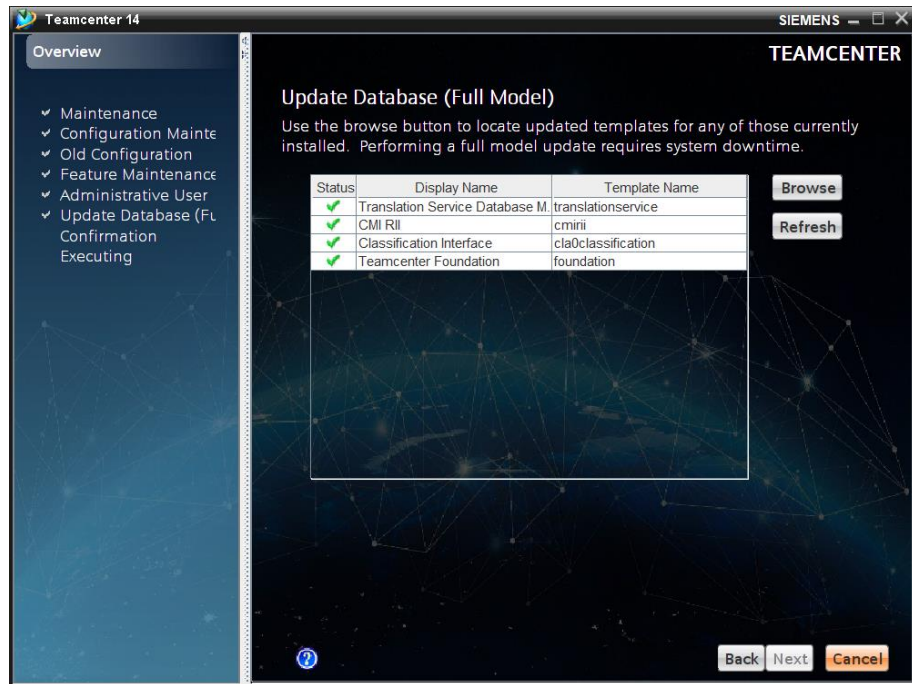 Teamcenter 14
SIEMENS
Overview
TEAMCENTER
Maintenance
Configuration Mainte
Old Configuration
Feature Maintenance
Administrative User
Update Database (Fu
Confirmation
Executing
Update Database (Full Model)
Use the browse button to locate updated templates for any of those currently
installed. Performing a full model update requires system downtime.
Status Display Name Template Name
Translation Service Database M. translationservice
CMI RII cmirii
Classification Interface cla0classification
Teamcenter Foundation foundation
Browse
Refresh
?
Back Next Cancel